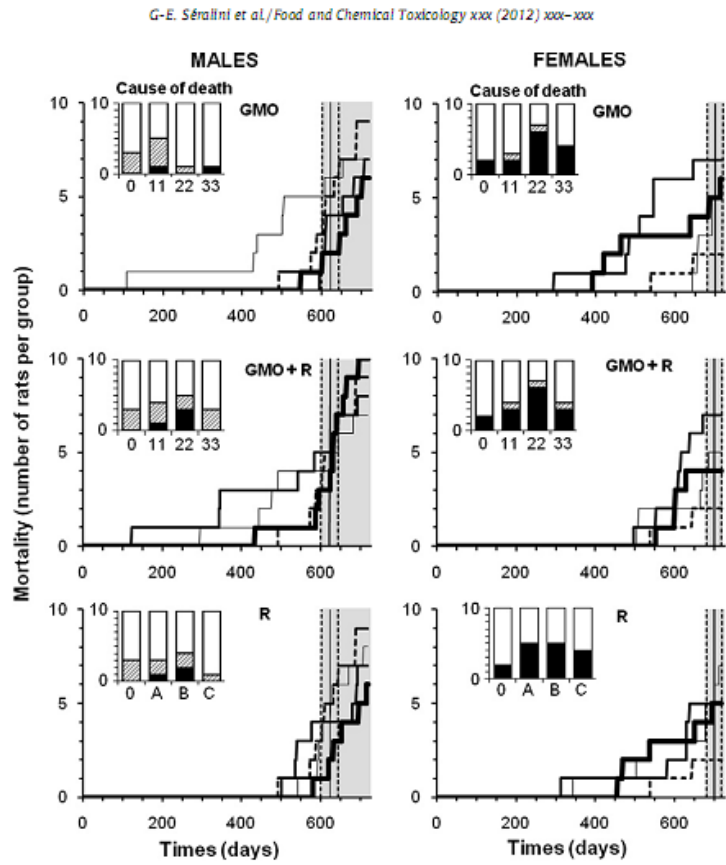 G-E. Séralini et al./Food and Chemical Toxicology xxx (2012) xxx–xxx
MALES
FEMALES
Cause of death
GMO
10
0
0 11 22 33
10
5
0
0 200 400 600
Cause of death
GMO
10
0
0 11 22 33
10
5
0
0 200 400 600
GMO + R
10
0
0 11 22 33
10
5
0
0 200 400 600
GMO + R
10
0
0 11 22 33
10
5
0
0 200 400 600
R
10
0
0 A B C
10
5
0
0 200 400 600
R
10
0
0 A B C
10
5
0
0 200 400 600
Mortality (number of rats per group)
Times (days)
Times (days)